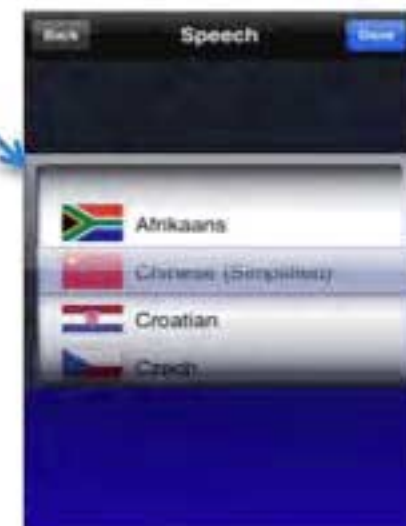 Back Speech Done
Afrikaans
Chinese (Simplified)
Croatian
Czech